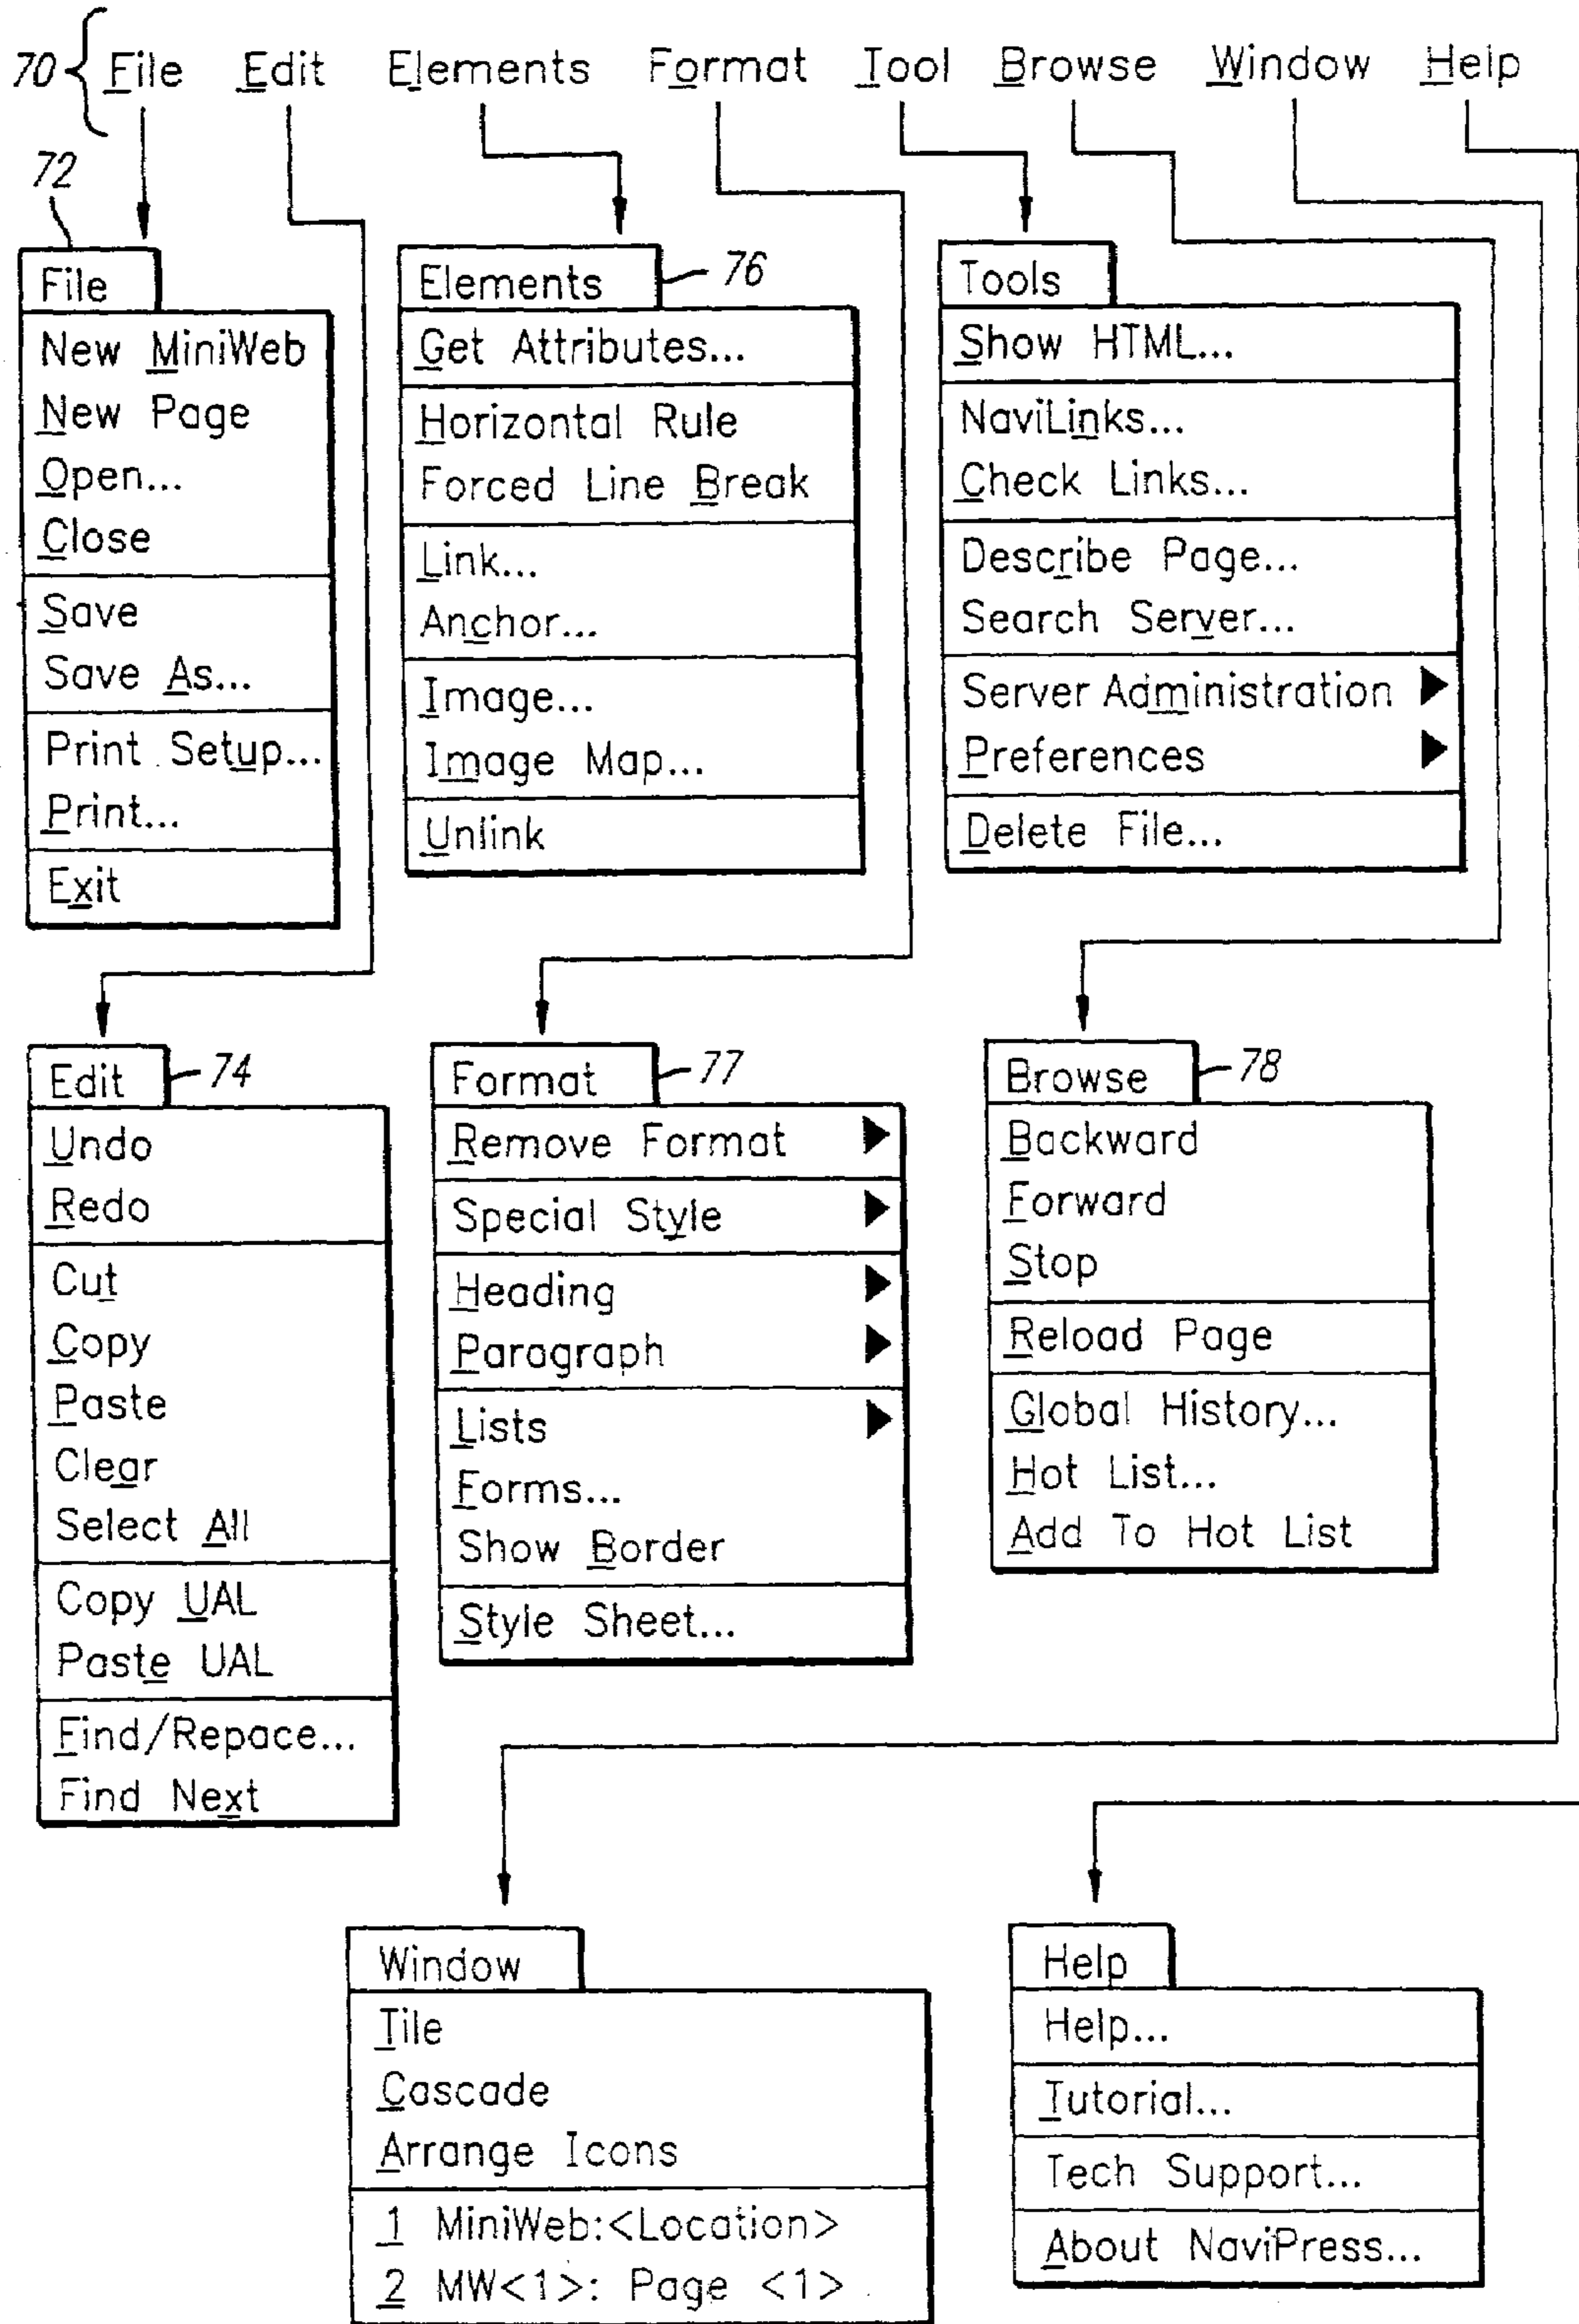 70 File Edit Elements Format Tool Browse Window Help
72
File
New MiniWeb
New Page
Open...
Close
Save
Save As...
Print Setup...
Print...
Exit
Elements 76
Get Attributes...
Horizontal Rule
Forced Line Break
Link...
Anchor...
Image...
Image Map...
Unlink
Tools
Show HTML...
NaviLinks...
Check Links...
Describe Page...
Search Server...
Server Administration
Preferences
Delete File...
Edit 74
Undo
Redo
Cut
Copy
Paste
Clear
Select All
Copy UAL
Paste UAL
Find/Repace...
Find Next
Format 77
Remove Format
Special Style
Heading
Paragraph
Lists
Forms...
Show Border
Style Sheet...
Browse 78
Backward
Forward
Stop
Reload Page
Global History...
Hot List...
Add To Hot List
Window
Tile
Cascade
Arrange Icons
1 MiniWeb:<Location>
2 MW<1>: Page <1>
Help
Help...
Tutorial...
Tech Support...
About NaviPress...